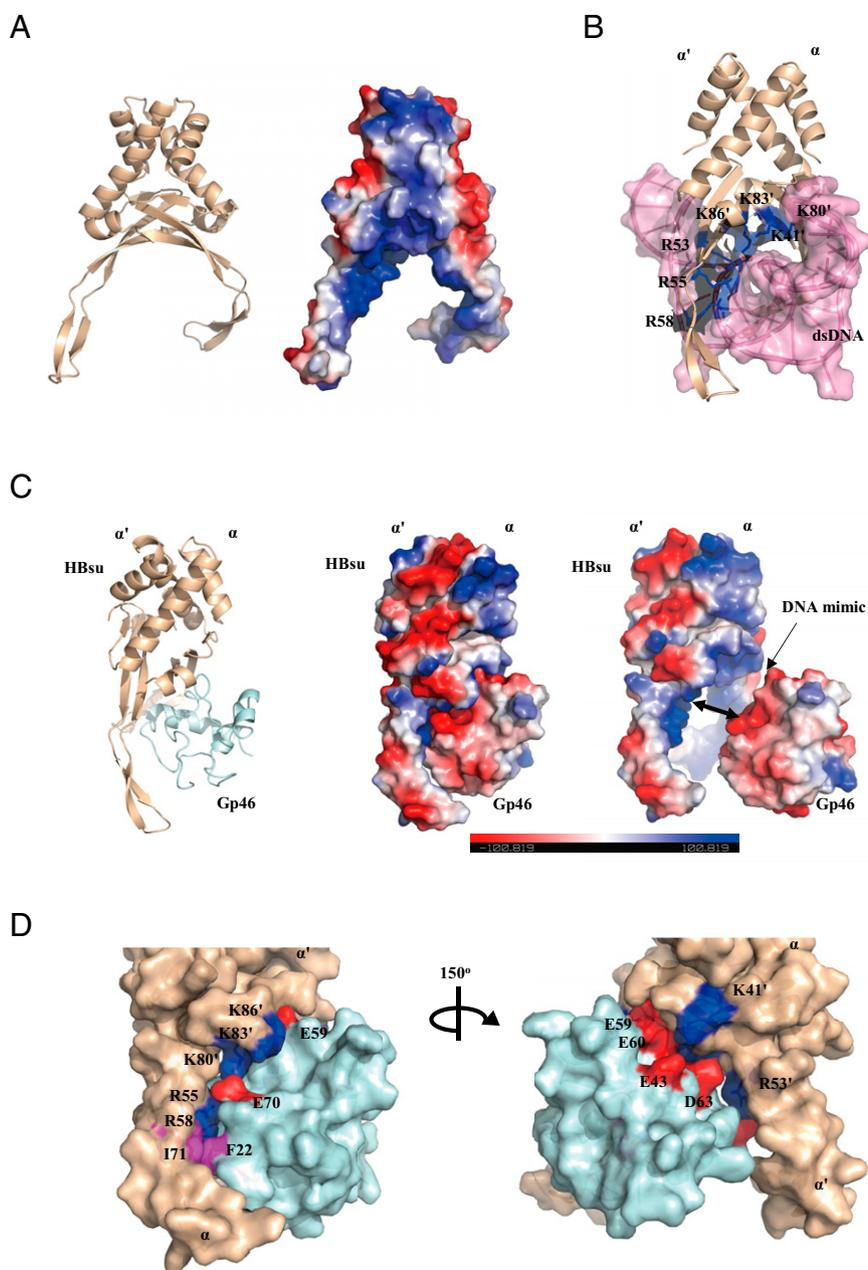 A
B
α'
α
K83'
K86'
K80'
K41'
R53
R55
R58
dsDNA
C
α'
α
HBsu
Gp46
α'
α
HBsu
Gp46
α'
α
HBsu
DNA mimic
Gp46
-100.819
100.819
D
α'
K86'
E59
K83'
K80'
R55
E70
R58
I71
F22
α
150°
α
K41'
E59
E60
E43
R53'
D63
α'